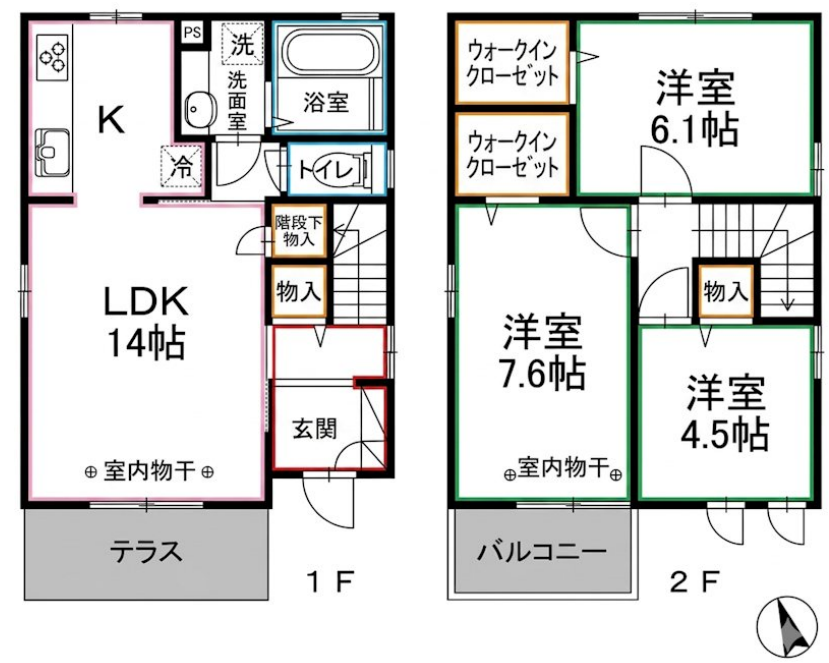 PS
洗
洗面室
浴室
K
冷
トイレ
階段下
物入
物入
LDK
14帖
玄関
室内物干
テラス
1F
ウォークイン
クローゼット
ウォークイン
クローゼット
洋室
6.1帖
物入
洋室
7.6帖
洋室
4.5帖
室内物干
バルコニー
2F